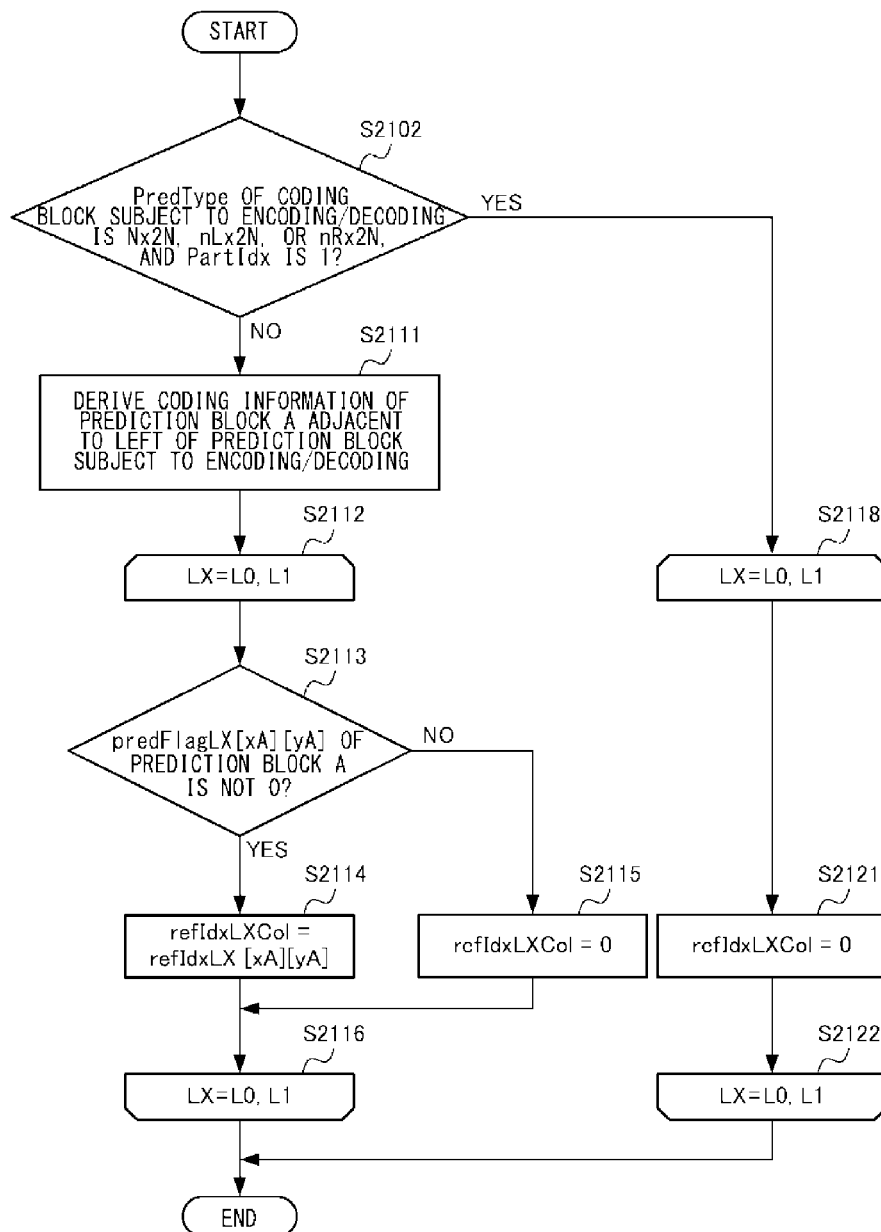 START
S2102
PredType OF CODING
BLOCK SUBJECT TO ENCODING/DECODING
IS Nx2N, nLx2N, OR nRx2N,
AND PartIdx IS 1?
YES
NO
S2111
DERIVE CODING INFORMATION OF
PREDICTION BLOCK A ADJACENT
TO LEFT OF PREDICTION BLOCK
SUBJECT TO ENCODING/DECODING
S2112
LX=L0, L1
S2118
LX=L0, L1
S2113
predFlagLX[xA][yA] OF
PREDICTION BLOCK A
IS NOT 0?
NO
YES
S2114
refIdxLXCol =
refIdxLX [xA][yA]
S2115
refIdxLXCol = 0
S2121
refIdxLXCol = 0
S2116
LX=L0, L1
S2122
LX=L0, L1
END